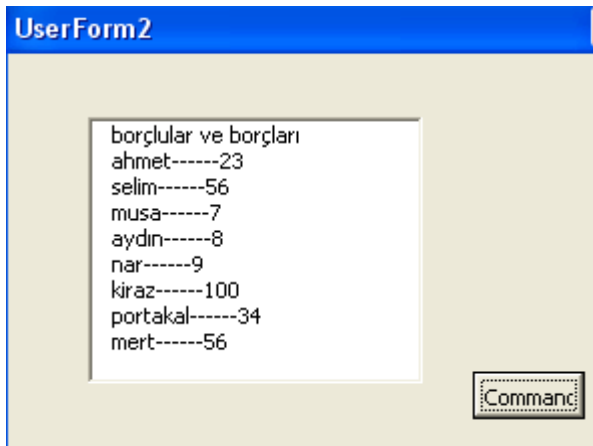 UserForm2
borçlular ve borçları
ahmet------23
selim------56
musa------7
aydın------8
nar------9
kiraz------100
portakal------34
mert------56
Commanc